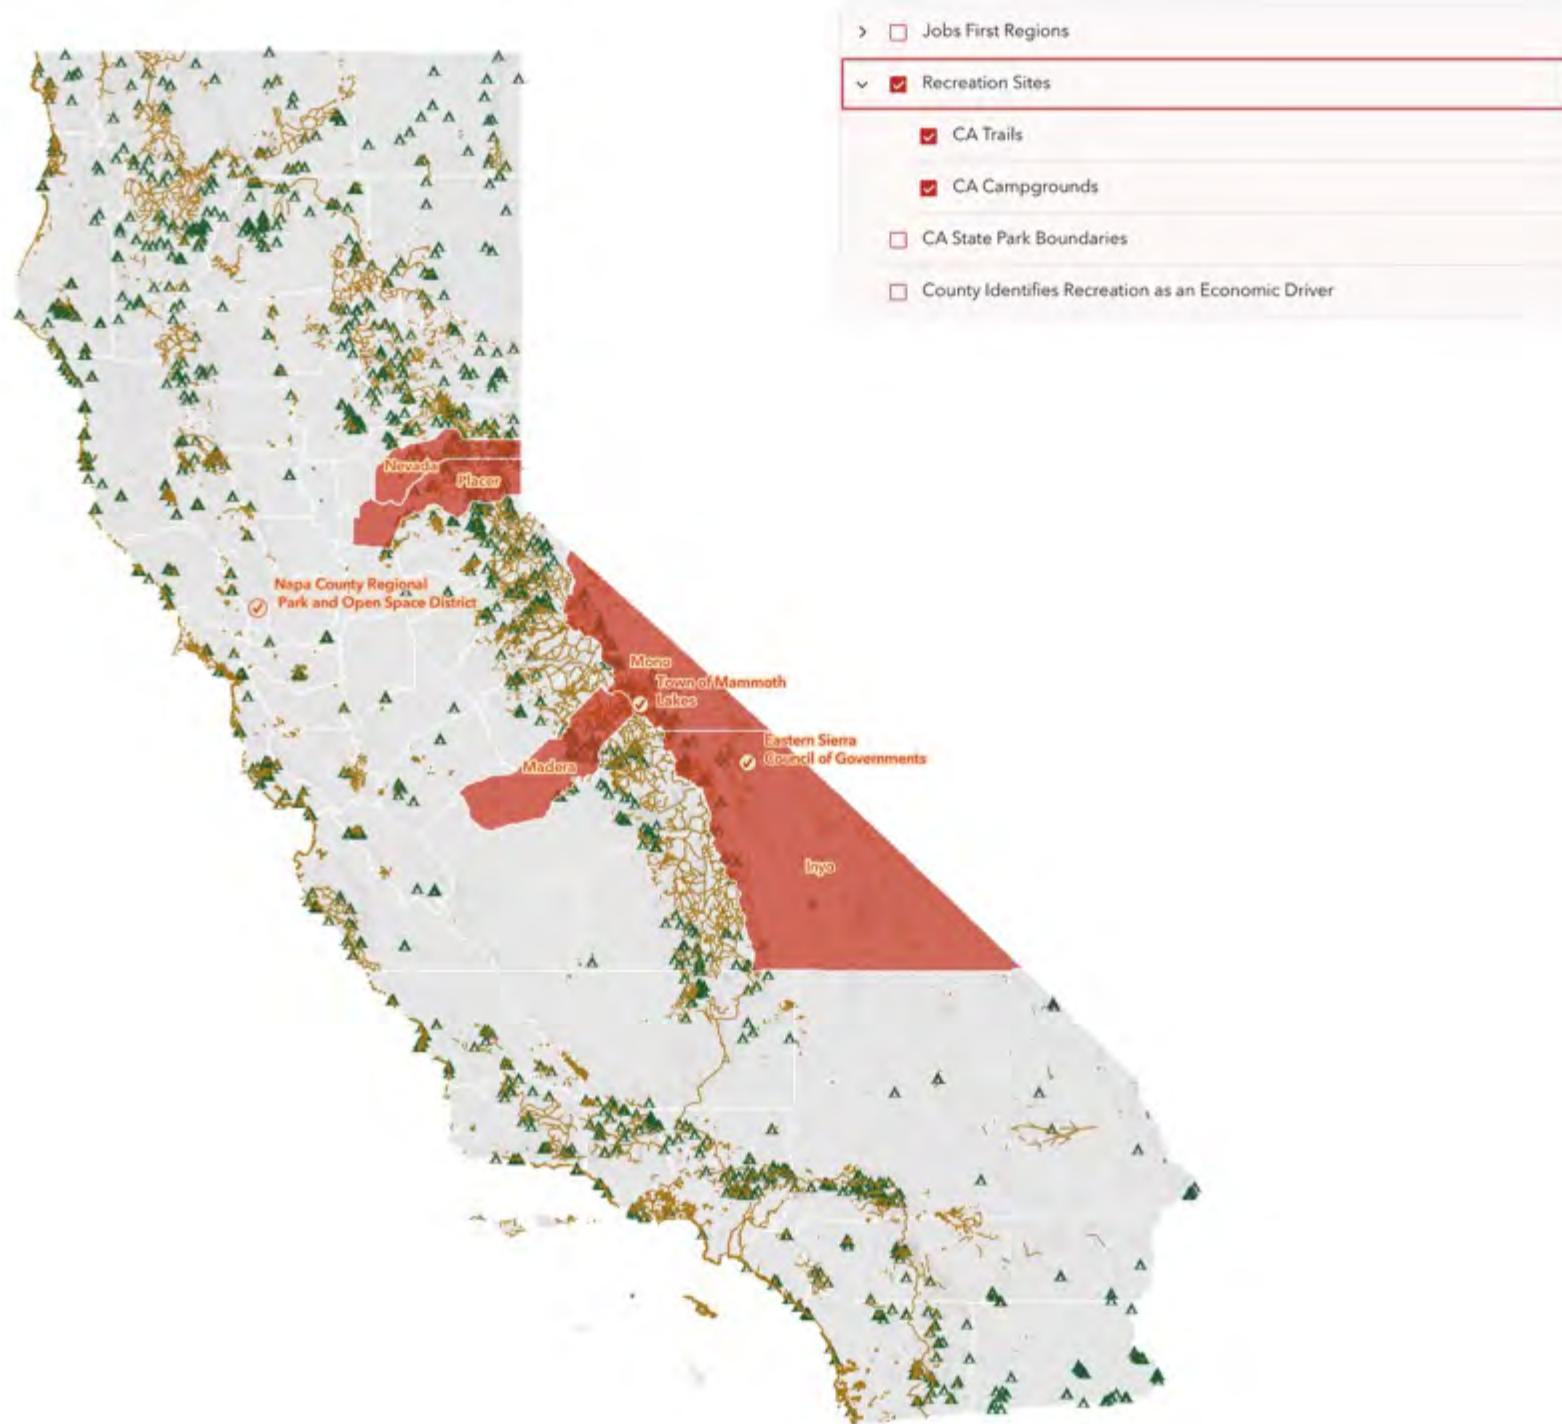 Jobs First Regions
Recreation Sites
CA Trails
CA Campgrounds
CA State Park Boundaries
County Identifies Recreation as an Economic Driver
Nevada
Placer
Napa County Regional
Park and Open Space District
Mono
Town of Mammoth
Lakes
Eastern Sierra
Council of Governments
Madera
Inyo